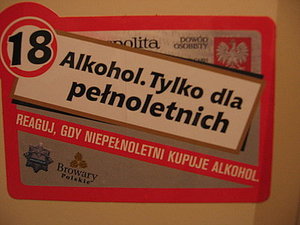 18
DOWÓD
OSOBISTY
Alkohol. Tylko dla
pełnoletnich
REAGUJ, GDY NIEPEŁNOLETNI KUPUJE ALKOHOL.
Browary
Polskie